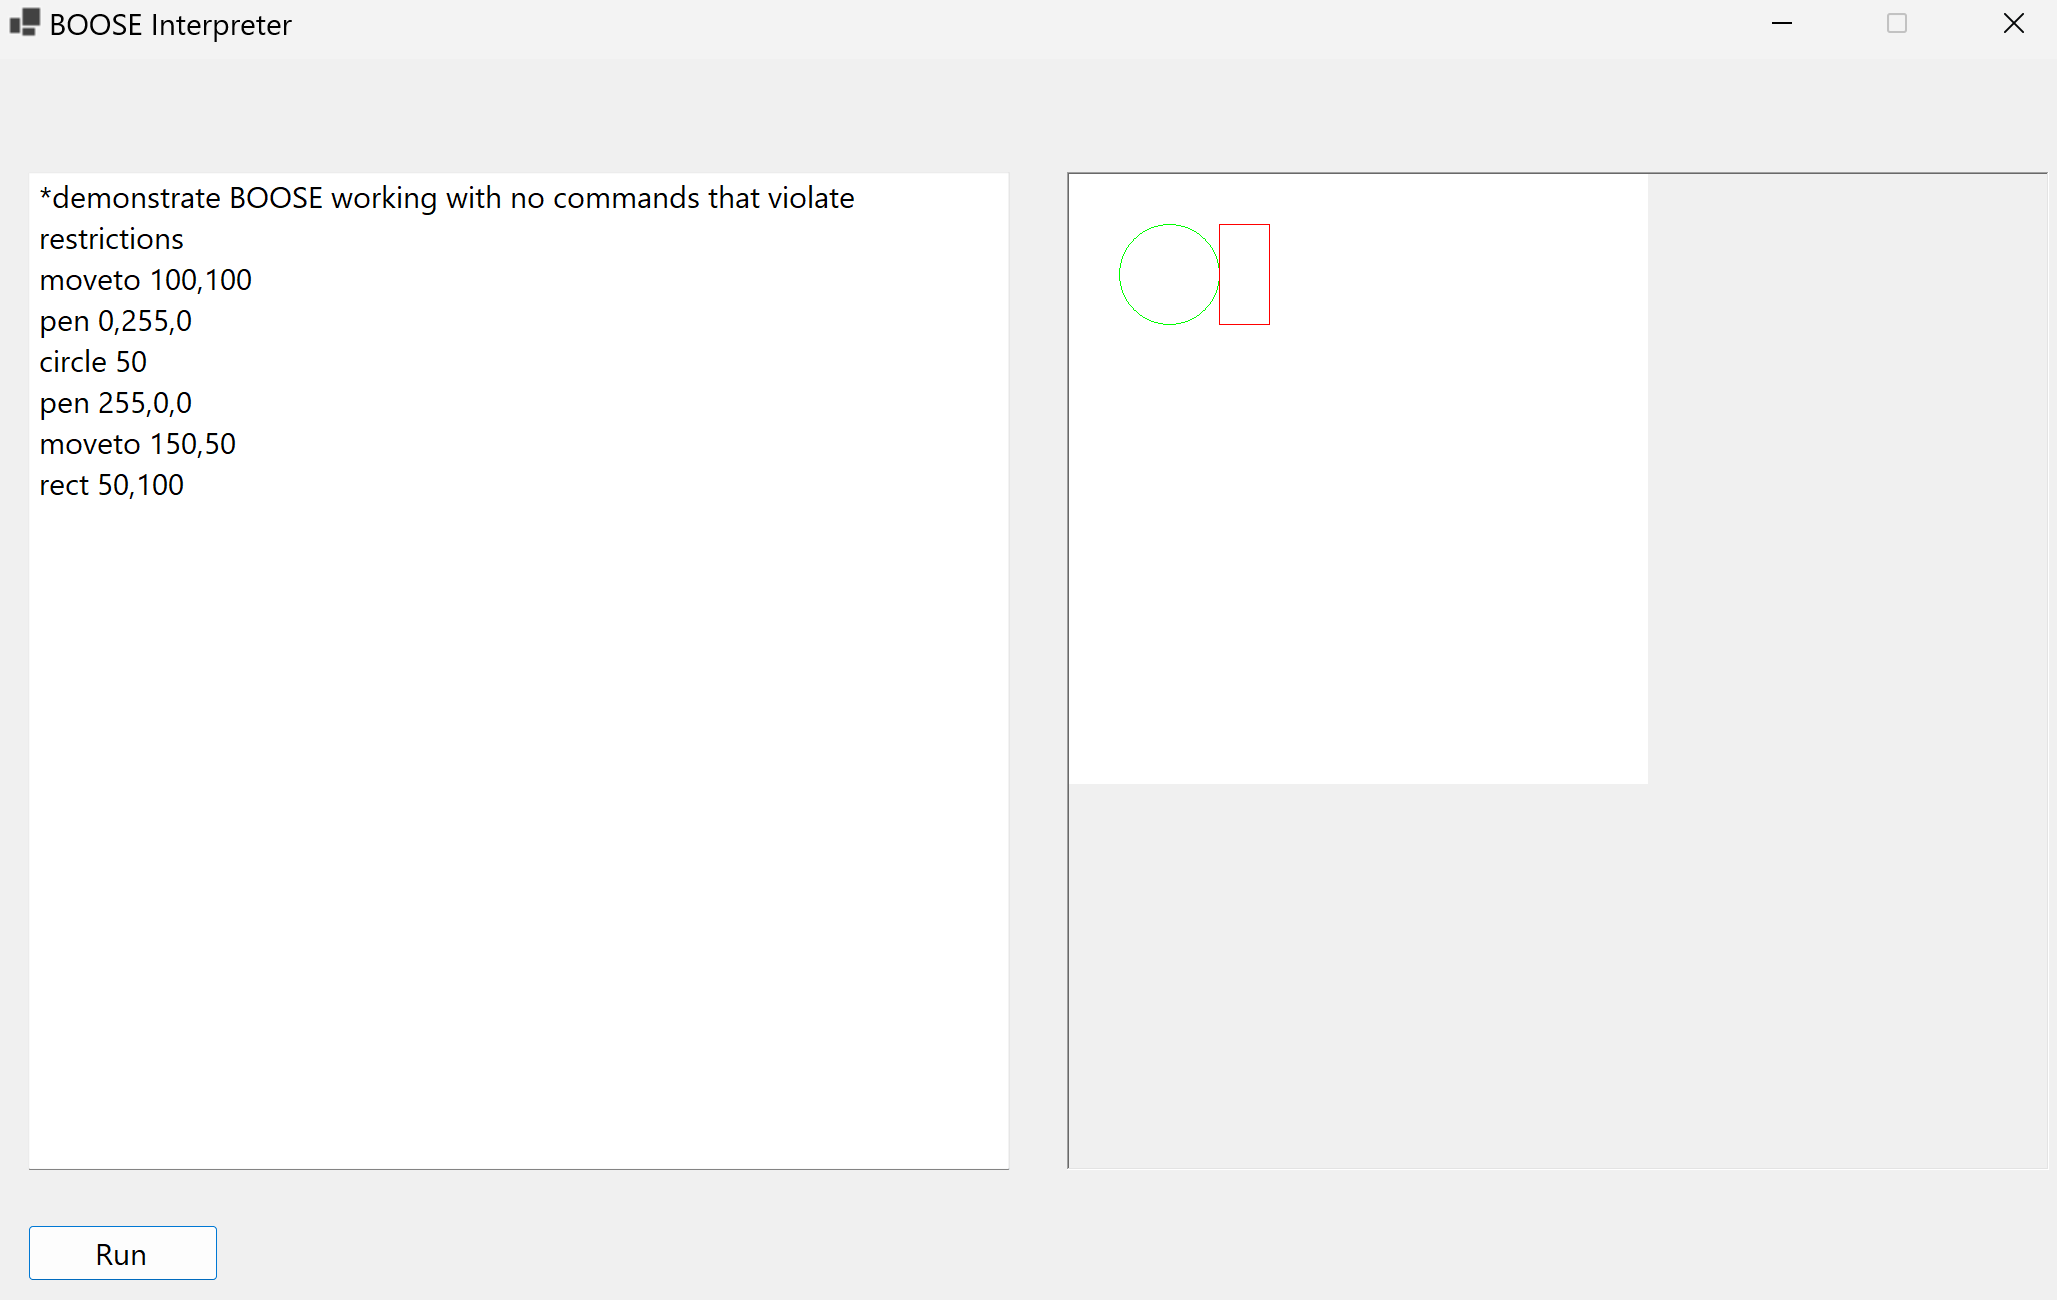 BOOSE Interpreter
*demonstrate BOOSE working with no commands that violate
restrictions
moveto 100,100
pen 0,255,0
circle 50
pen 255,0,0
moveto 150,50
rect 50,100
Run